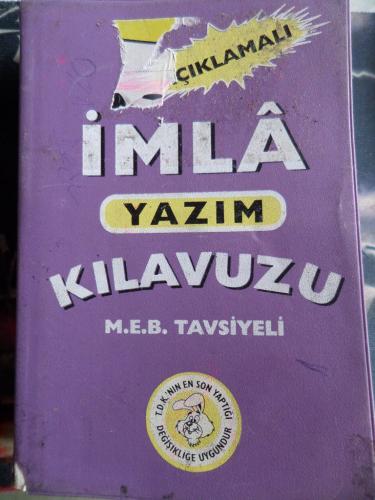 AÇIKLAMALI
İMLÂ
YAZIM
KILAVUZU
M.E.B. TAVSİYELİ
T.D.K.'NIN EN SON YAPTIĞI
DEĞİŞİKLİĞE UYGUNDUR